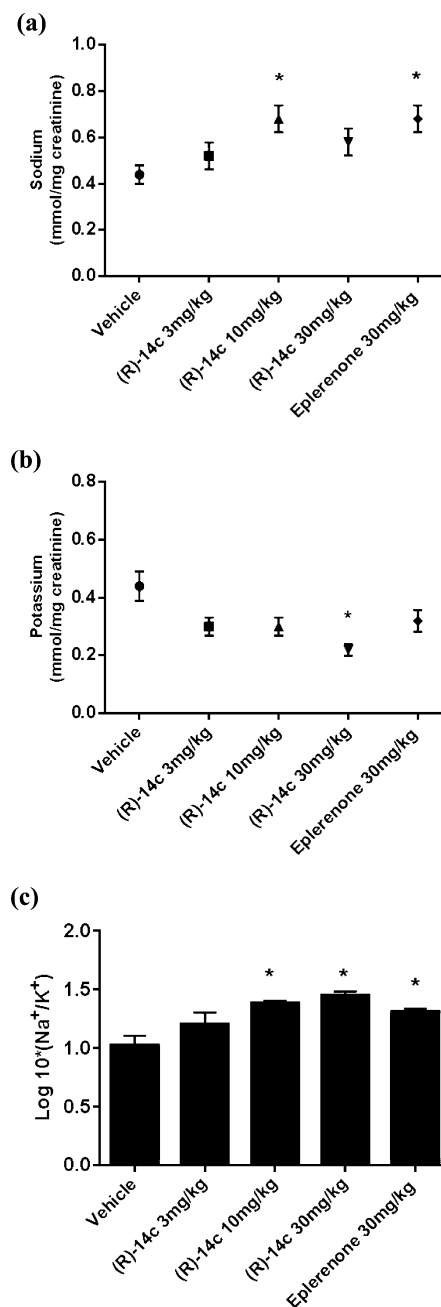 (a)
Sodium
(mmol/mg creatinine)
1.0
0.8
0.6
0.4
0.2
0.0
*
*
Vehicle
(R)-14c 3mg/kg
(R)-14c 10mg/kg
(R)-14c 30mg/kg
Eplerenone 30mg/kg
(b)
Potassium
(mmol/mg creatinine)
0.8
0.6
0.4
0.2
0.0
*
Vehicle
(R)-14c 3mg/kg
(R)-14c 10mg/kg
(R)-14c 30mg/kg
Eplerenone 30mg/kg
(c)
Log 10*(Na⁺/K⁺)
2.0
1.5
1.0
0.5
0.0
*
*
*
Vehicle
(R)-14c 3mg/kg
(R)-14c 10mg/kg
(R)-14c 30mg/kg
Eplerenone 30mg/kg